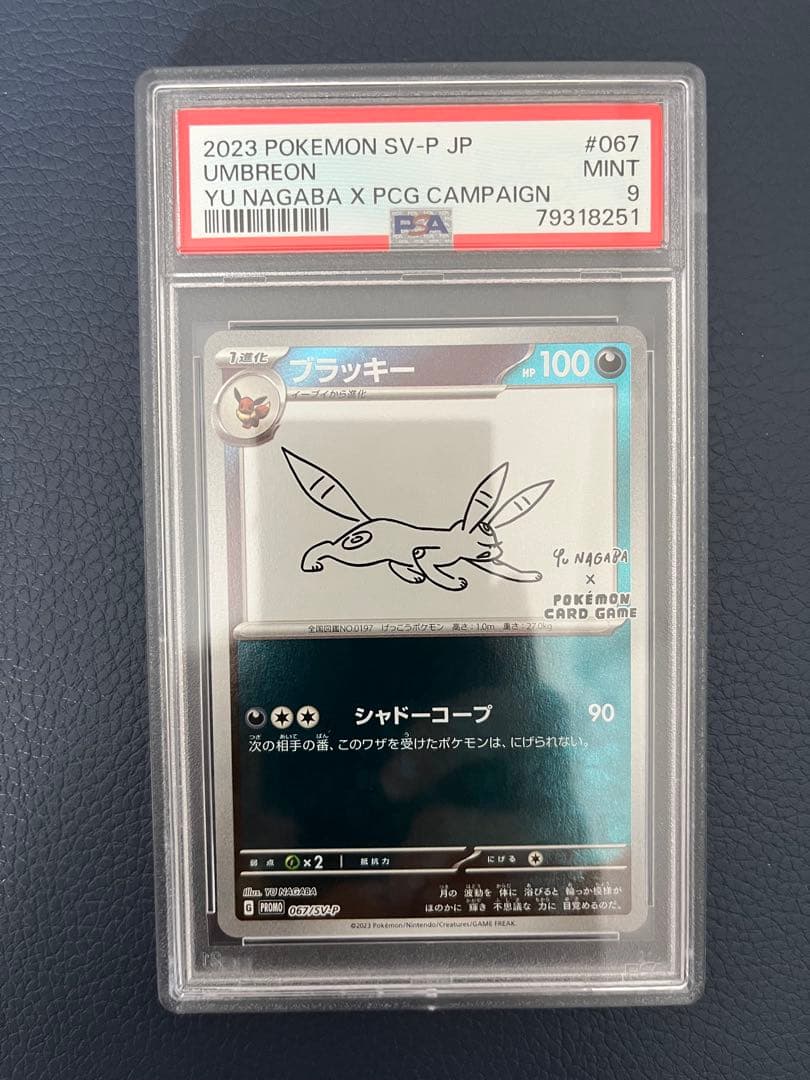 2023 POKEMON SV-P JP #067
UMBREON MINT
YU NAGABA X PCG CAMPAIGN 9
PSA 79318251
1進化 ブラッキー HP 100
イーブイから進化
YU NAGABA
X
POKÉMON
CARD GAME
全国図鑑NO.0197 げっこうポケモン 高さ:1.0m 重さ:27.0kg
シャドーコープ 90
次の相手の番、このワザを受けたポケモンは、にげられない。
弱点 ×2 抵抗力 にげる
illus. YU NAGABA
月の波動を体に浴びると輪っか模様が
ほのかに輝き不思議な力に目覚めるのだ。
G PROMO 067/SV-P
©2023 Pokémon/Nintendo/Creatures/GAME FREAK.